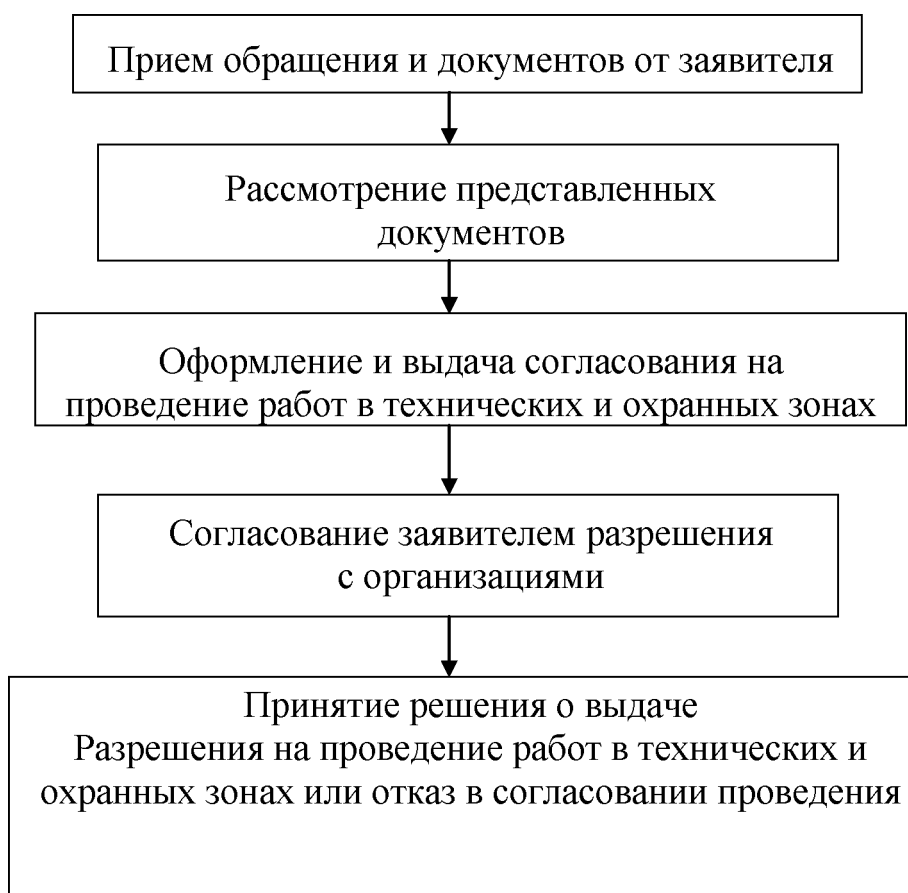 Прием обращения и документов от заявителя
Рассмотрение представленных
документов
Оформление и выдача согласования на
проведение работ в технических и охранных зонах
Согласование заявителем разрешения
с организациями
Принятие решения о выдаче
Разрешения на проведение работ в технических и
охранных зонах или отказ в согласовании проведения